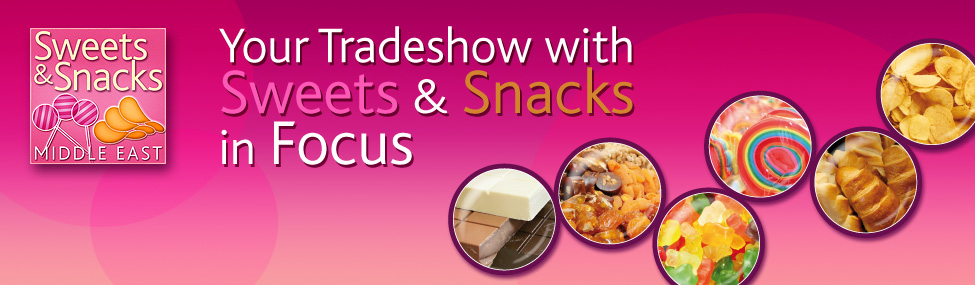 Sweets
&Snacks
MIDDLE EAST
Your Tradeshow with
Sweets & Snacks
in Focus